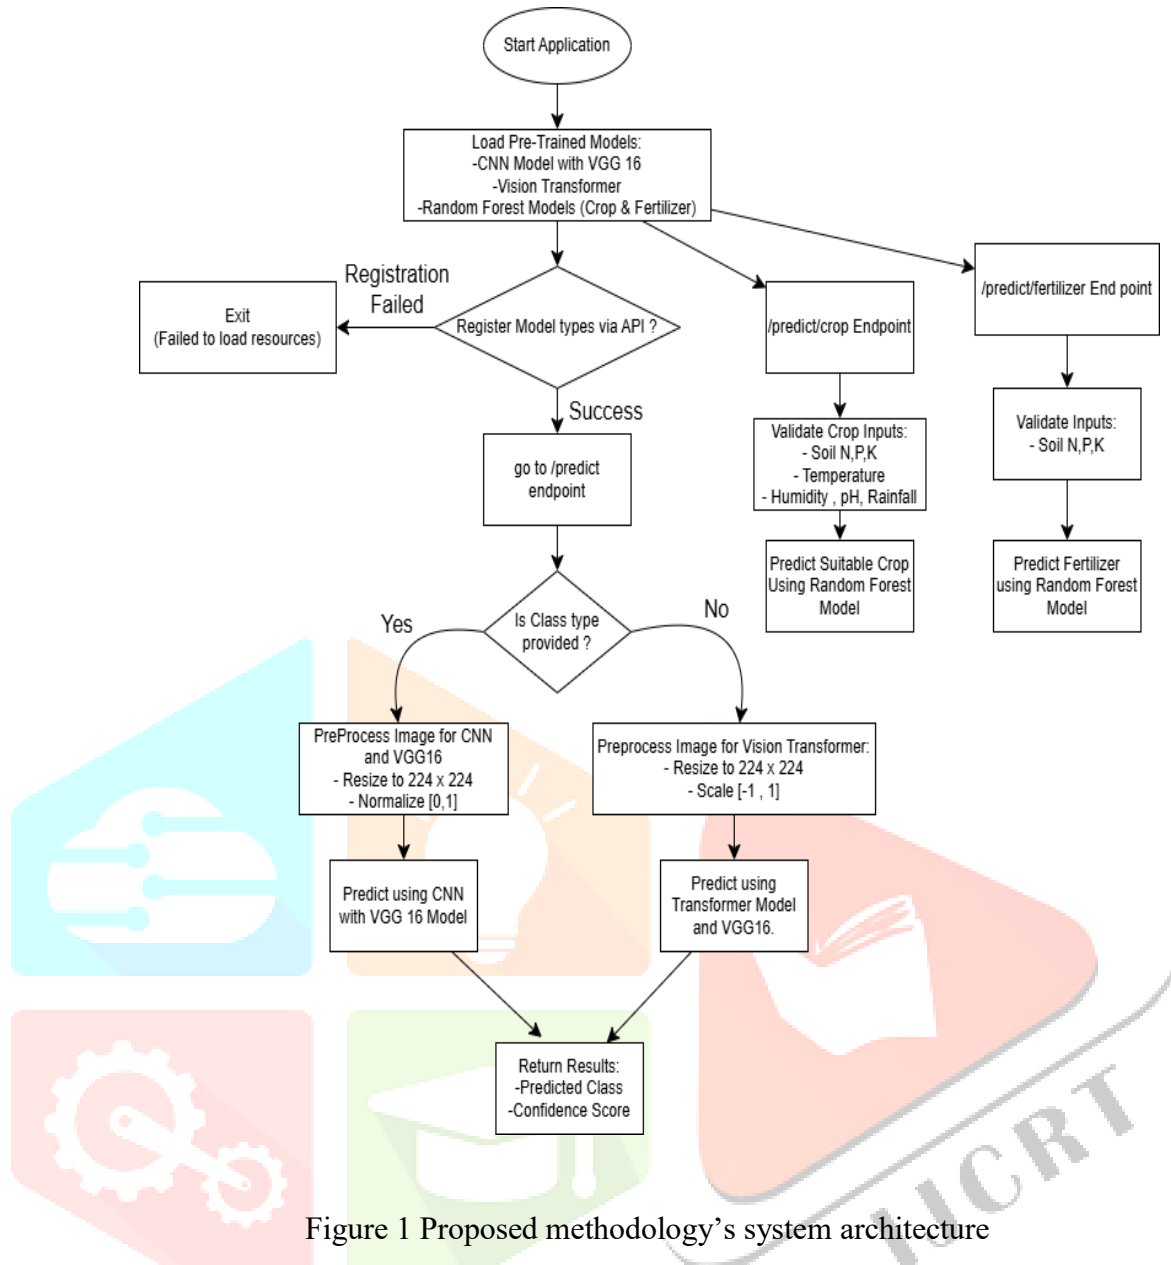 Start Application
Load Pre-Trained Models:
-CNN Model with VGG 16
-Vision Transformer
-Random Forest Models (Crop & Fertilizer)
Registration
Failed
Exit
(Failed to load resources)
Register Model types via API ?
/predict/crop Endpoint
/predict/fertilizer End point
Success
go to /predict
endpoint
Validate Crop Inputs:
- Soil N,P,K
- Temperature
- Humidity , pH, Rainfall
Validate Inputs:
- Soil N,P,K
Predict Suitable Crop
Using Random Forest
Model
Predict Fertilizer
using Random Forest
Model
Is Class type
provided ?
Yes
No
PreProcess Image for CNN
and VGG16
- Resize to 224 x 224
- Normalize [0,1]
Preprocess Image for Vision Transformer:
- Resize to 224 x 224
- Scale [-1 , 1]
Predict using CNN
with VGG 16 Model
Predict using
Transformer Model
and VGG16.
Return Results:
-Predicted Class
-Confidence Score
IJCRT
Figure 1 Proposed methodology’s system architecture